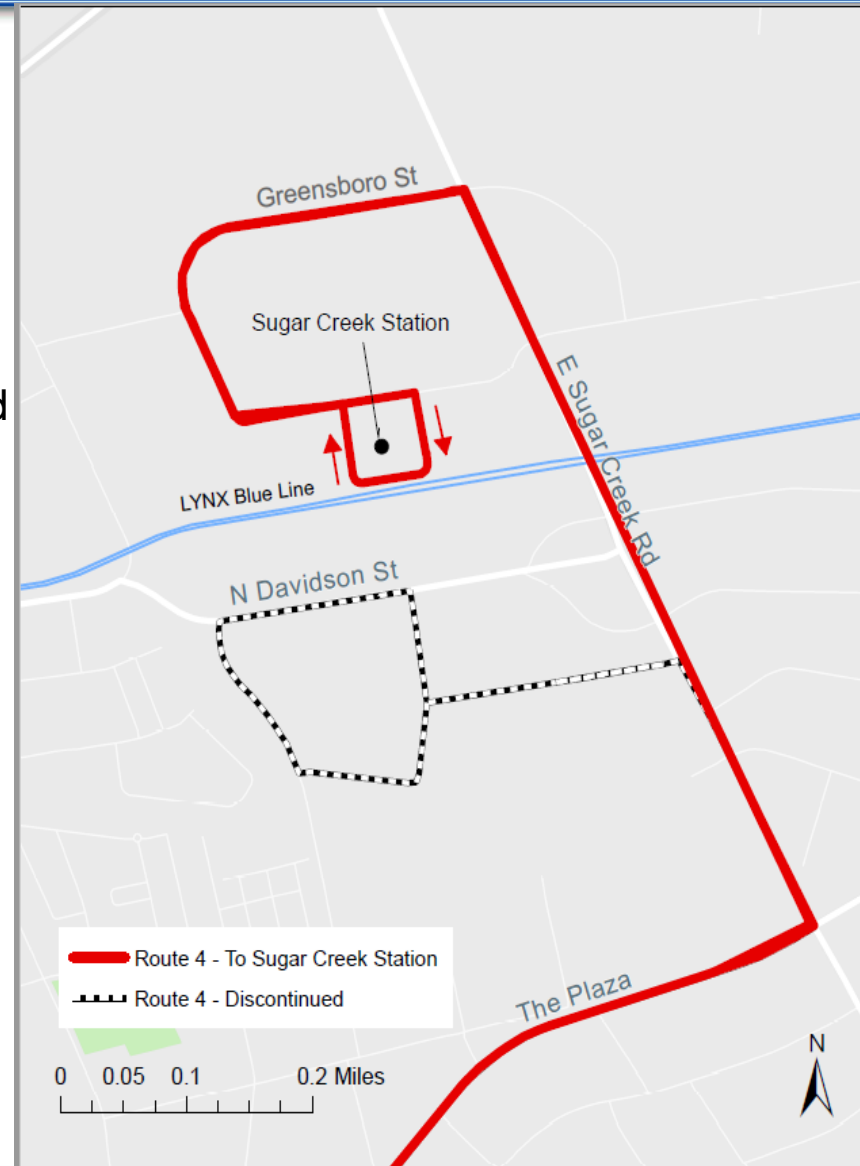 Greensboro St
Sugar Creek Station
E Sugar Creek Rd
d
LYNX Blue Line
N Davidson St
Route 4 - To Sugar Creek Station
Route 4 - Discontinued
The Plaza
0 0.05 0.1 0.2 Miles
N